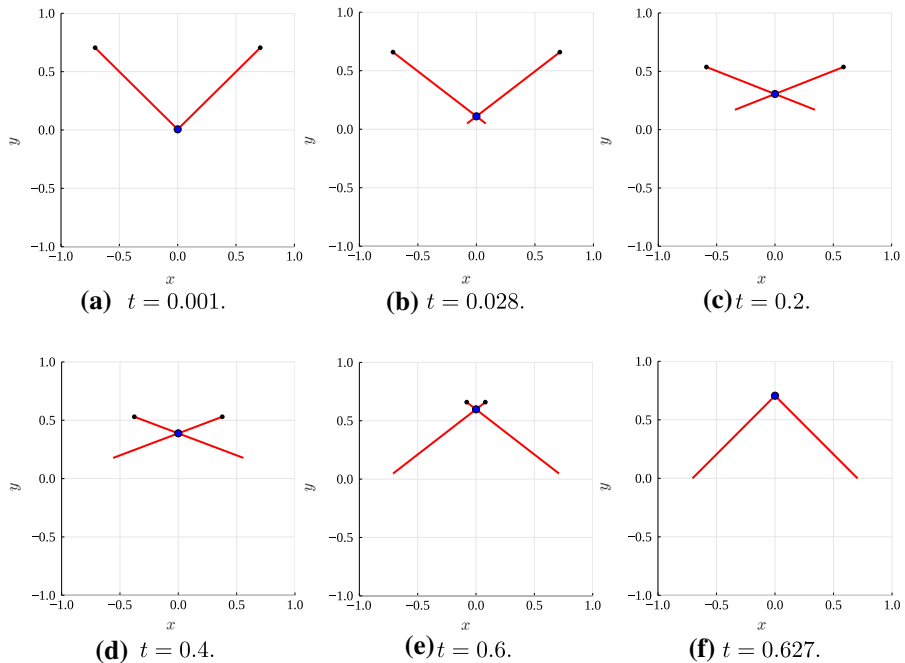 1.0 1.0 1.0
0.5 0.5 0.5
y 0.0 y 0.0 y 0.0
−0.5 −0.5 −0.5
−1.0 −1.0 −1.0
−1.0 −0.5 0.0 0.5 1.0 −1.0 −0.5 0.0 0.5 1.0 −1.0 −0.5 0.0 0.5 1.0
x x x
(a) t = 0.001. (b) t = 0.028. (c) t = 0.2.
1.0 1.0 1.0
0.5 0.5 0.5
y 0.0 y 0.0 y 0.0
−0.5 −0.5 −0.5
−1.0 −1.0 −1.0
−1.0 −0.5 0.0 0.5 1.0 −1.0 −0.5 0.0 0.5 1.0 −1.0 −0.5 0.0 0.5 1.0
x x x
(d) t = 0.4. (e) t = 0.6. (f) t = 0.627.